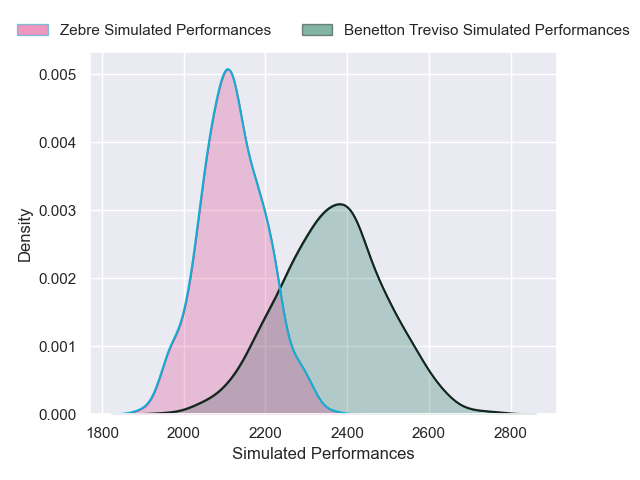 Zebre Simulated Performances
Benetton Treviso Simulated Performances
0.005
0.004
0.003
0.002
0.001
0.000
Density
1800 2000 2200 2400 2600 2800
Simulated Performances